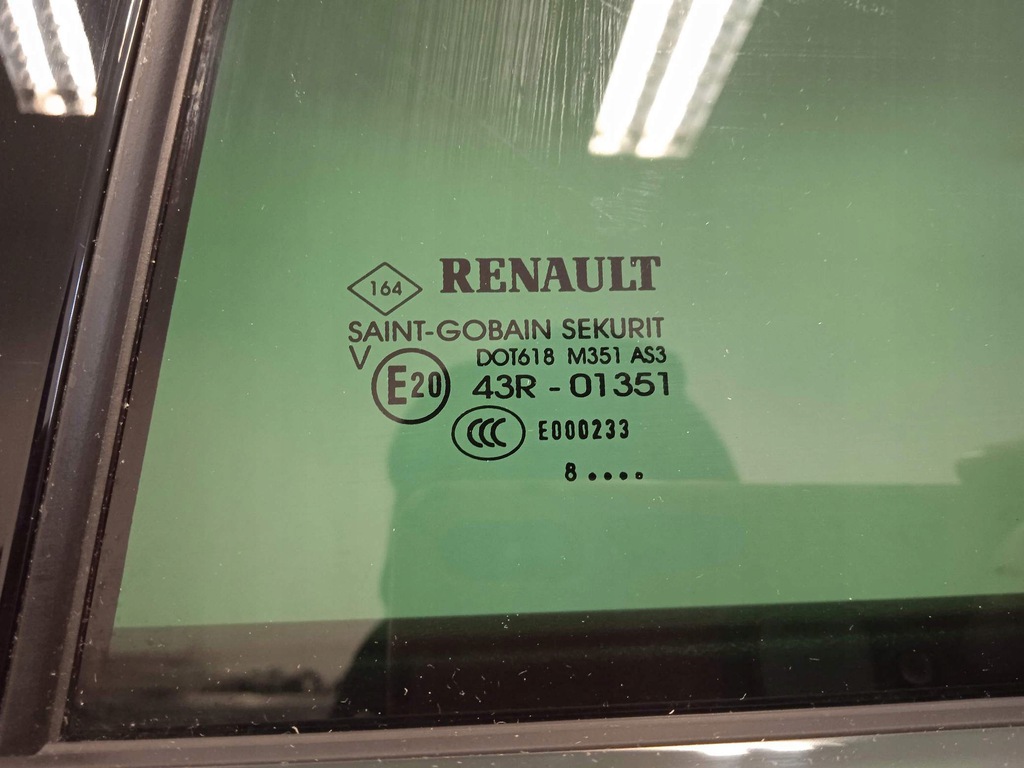 164 RENAULT
SAINT-GOBAIN SEKURIT
V DOT618 M351 AS3
E20 43R - 01351
CCC E000233
8....